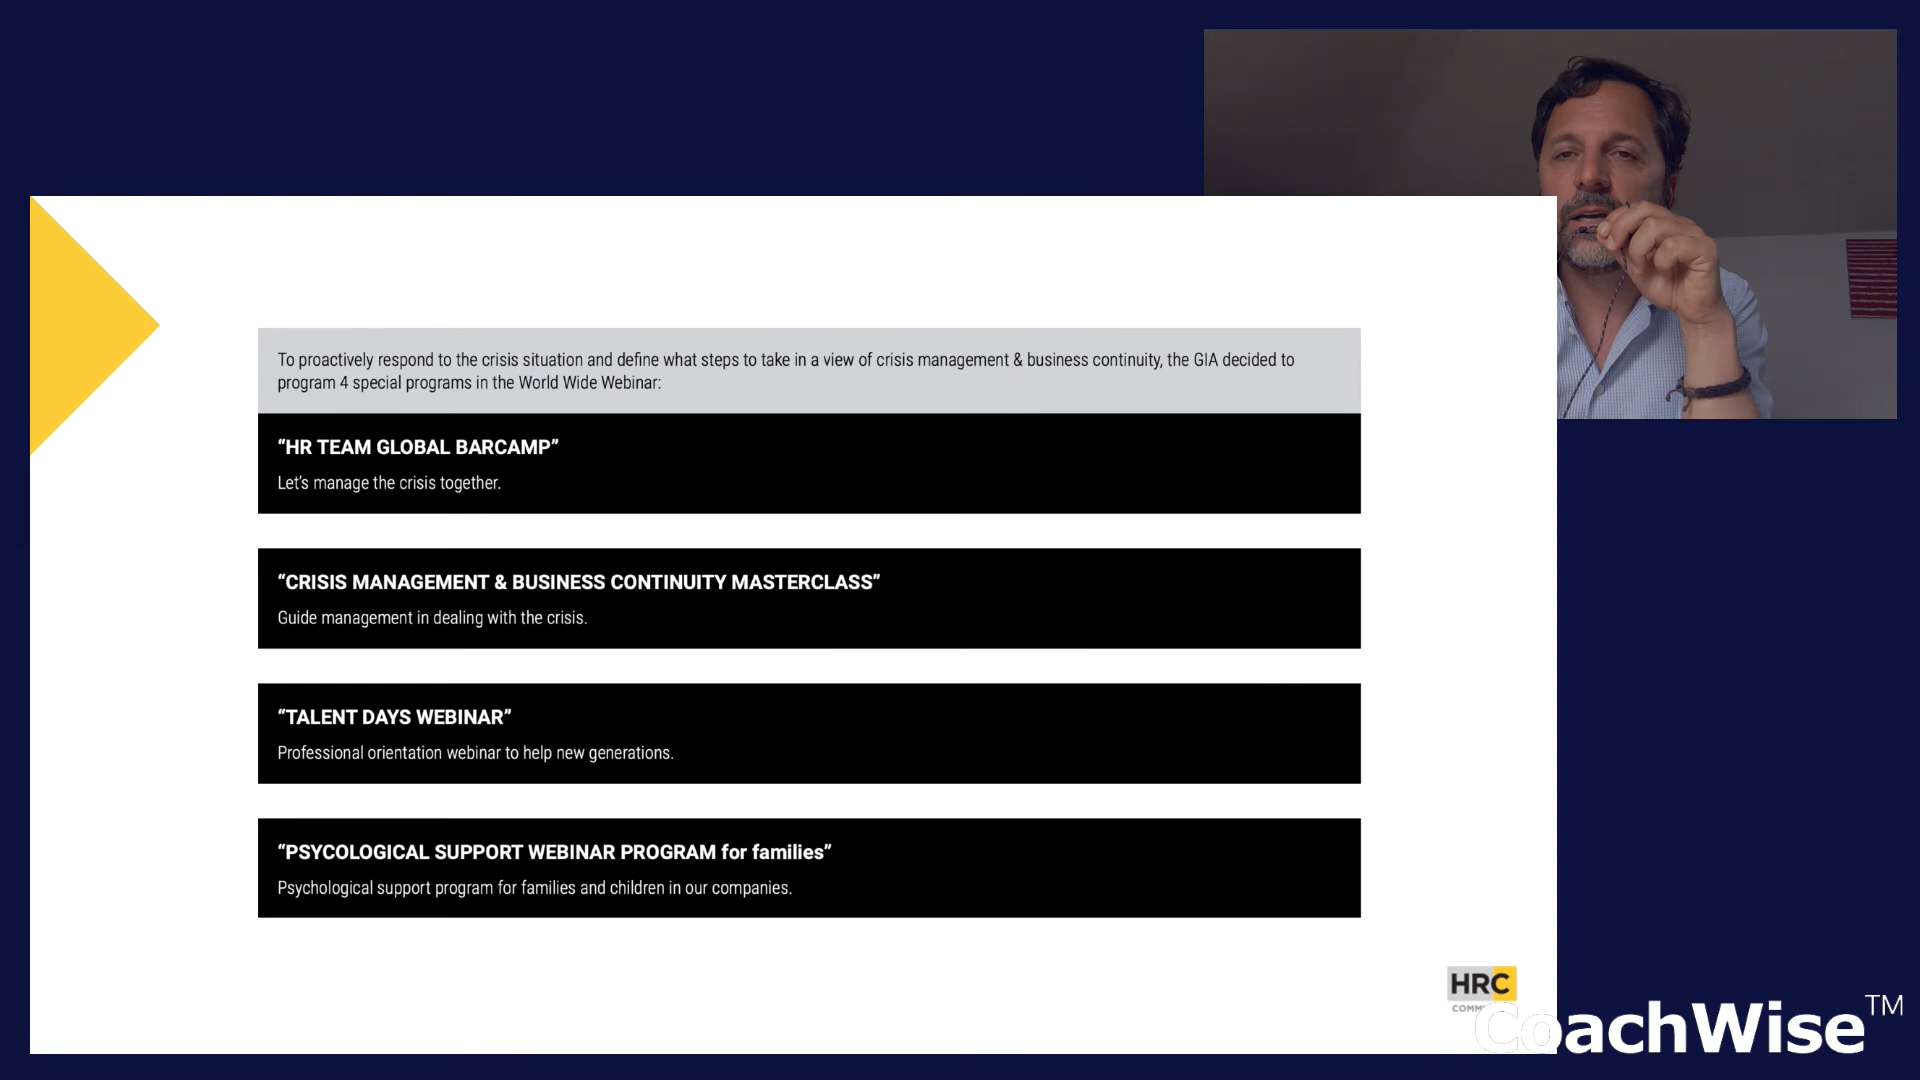 To proactively respond to the crisis situation and define what steps to take in a view of crisis management & business continuity, the GIA decided to
program 4 special programs in the World Wide Webinar:
“HR TEAM GLOBAL BARCAMP”
Let’s manage the crisis together.
“CRISIS MANAGEMENT & BUSINESS CONTINUITY MASTERCLASS”
Guide management in dealing with the crisis.
“TALENT DAYS WEBINAR”
Professional orientation webinar to help new generations.
“PSYCOLOGICAL SUPPORT WEBINAR PROGRAM for families”
Psychological support program for families and children in our companies.
HRC
CoachWise™